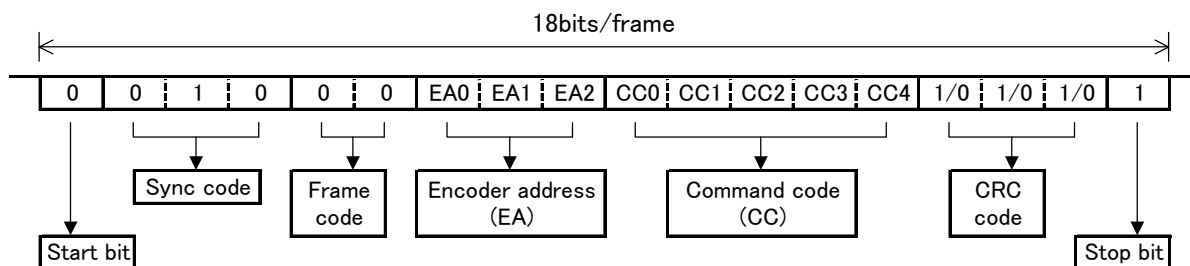 18bits/frame
0 0 1 0 0 0 EA0 EA1 EA2 CC0 CC1 CC2 CC3 CC4 1/0 1/0 1/0 1
Sync code
Frame
code
Encoder address
(EA)
Command code
(CC)
CRC
code
Start bit
Stop bit